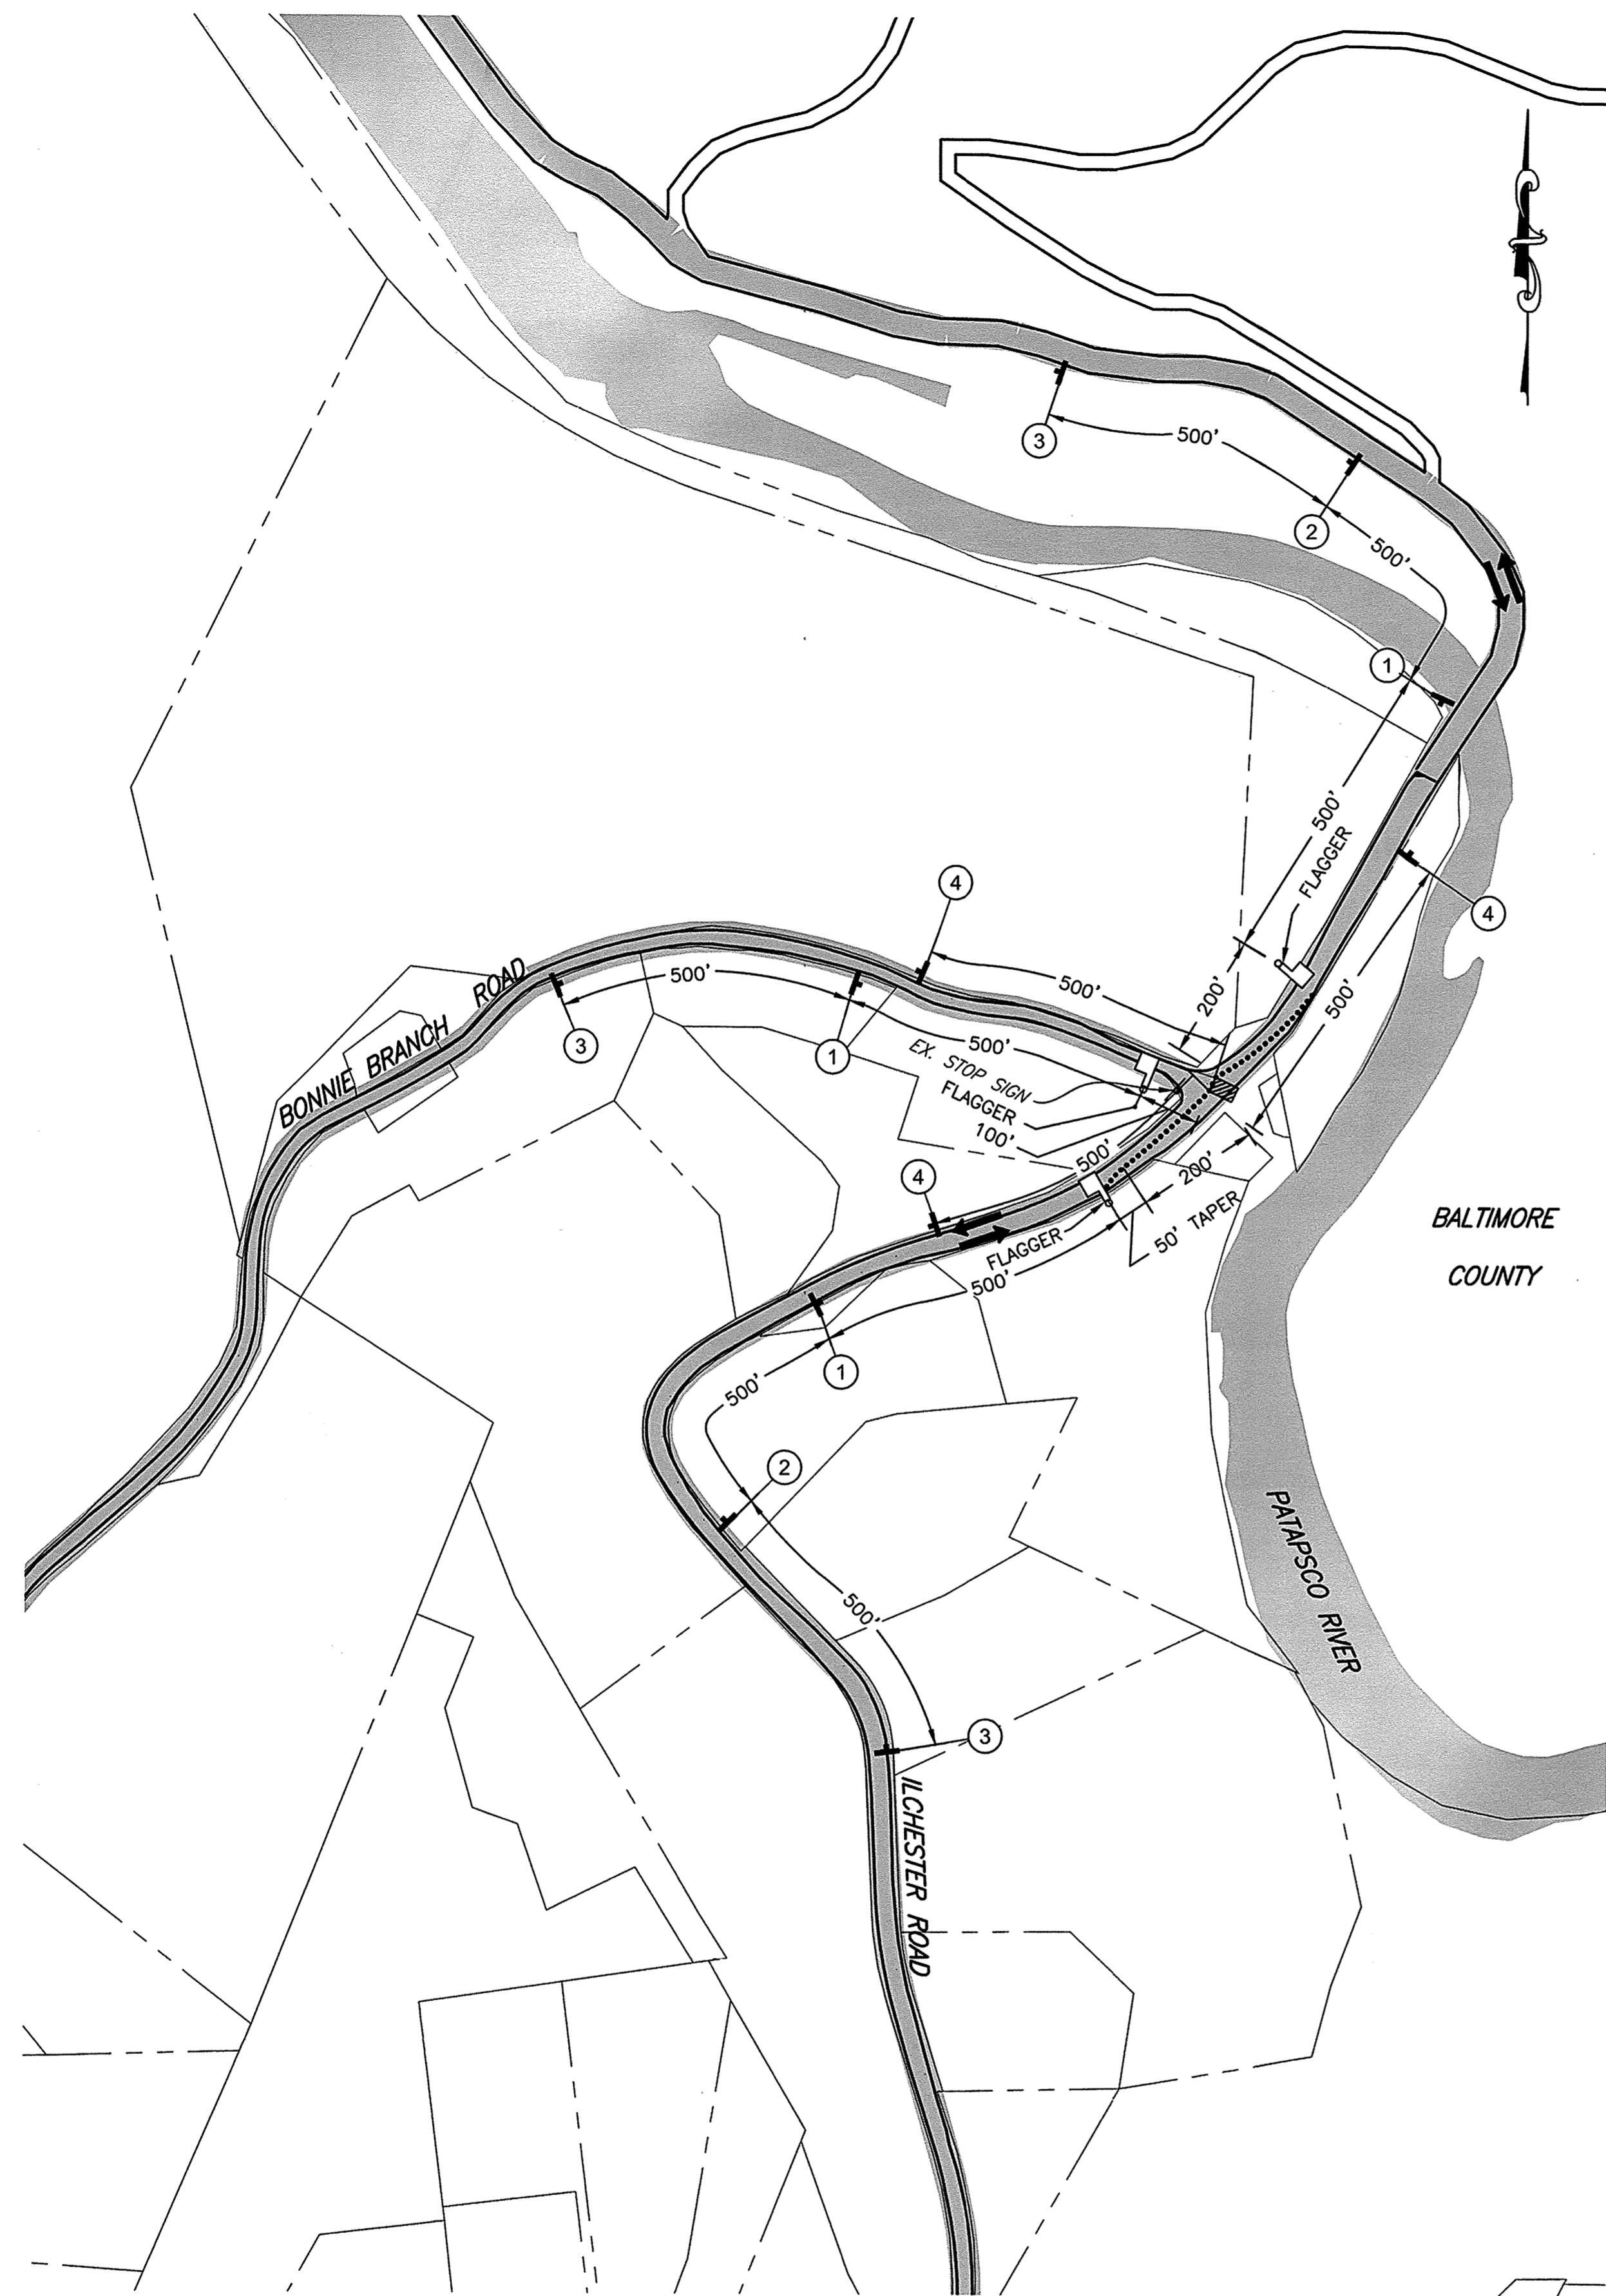 3
500'
2
500'
1
500'
FLAGGER
4
4
200'
500'
500'
ROAD
500'
3
1
500'
BONNIE BRANCH
EX. STOP SIGN
FLAGGER
100'
500'
4
200'
50' TAPER
FLAGGER
500'
BALTIMORE
COUNTY
1
500'
2
500'
PATAPSCO RIVER
3
ILCHESTER ROAD